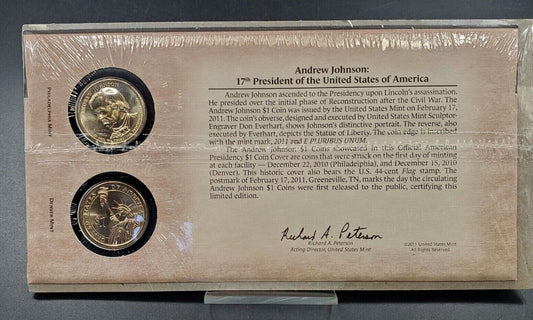 Andrew Johnson:
17th President of the United States of America
Andrew Johnson ascended to the Presidency upon Lincoln's assassination.
He presided over the initial phase of Reconstruction after the Civil War. The
Andrew Johnson $1 Coin was issued by the United States Mint on February 17,
2011. The coin's obverse, designed and executed by United States Mint Sculptor-
Engraver Don Everhart, shows Johnson's distinctive portrait. The reverse, also
executed by Everhart, depicts the Statue of Liberty. The coin edge is inscribed
with the mint mark, 2011 and E PLURIBUS UNUM.
The Andrew Johnson $1 Coins showcased in this Official American
Presidency $1 Coin Cover are coins that were struck on the first day of minting
at each facility — December 22, 2010 (Philadelphia), and December 15, 2010
(Denver). This historic cover also bears the U.S. 44-cent Flag stamp. The
postmark of February 17, 2011, Greeneville, TN, marks the day the circulating
Andrew Johnson $1 Coins were first released to the public, certifying this
limited edition.
Richard A. Peterson
Richard A. Peterson
Acting Director, United States Mint
©2011 United States Mint
All Rights Reserved.
PHILADELPHIA MINT
DENVER MINT